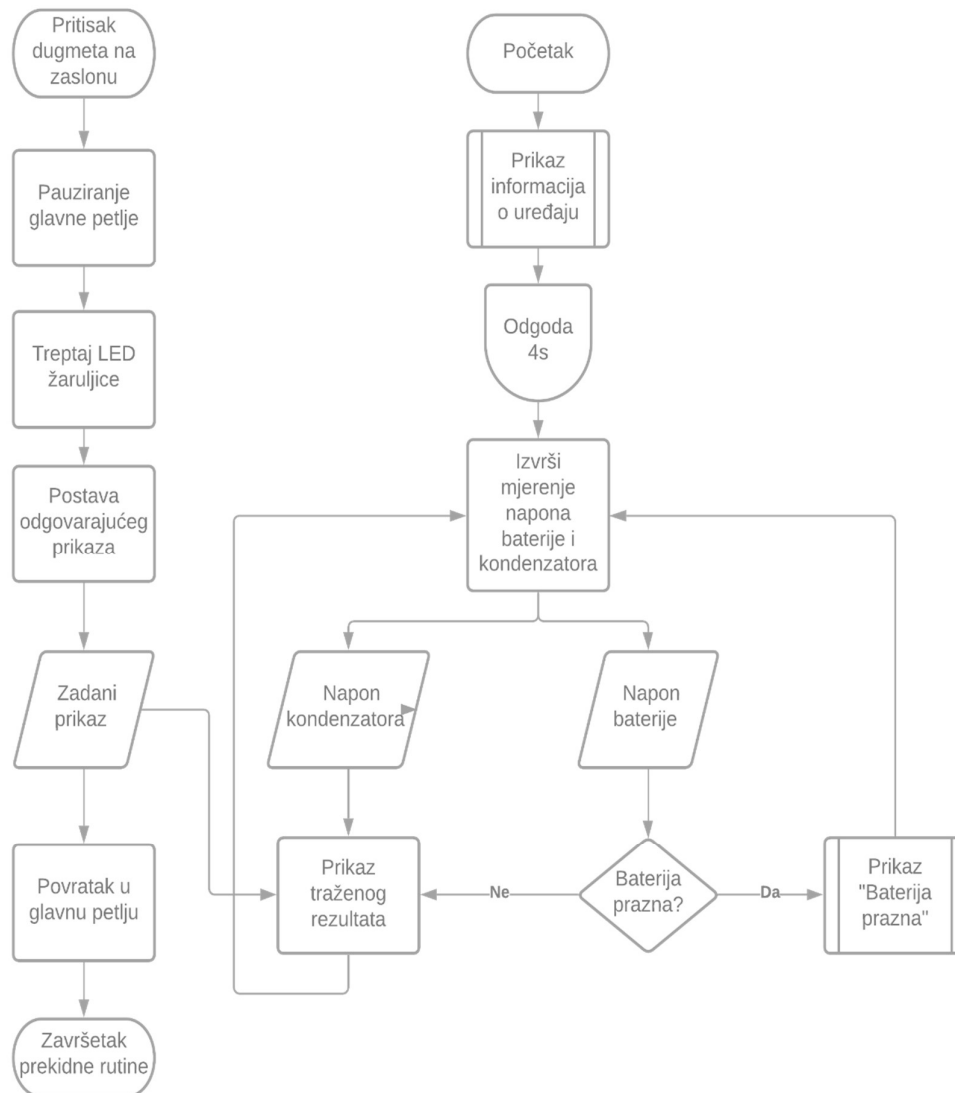 Pritisak
dugmeta na
zaslonu
Pauziranje
glavne petlje
Treptaj LED
žaruljice
Postava
odgovarajućeg
prikaza
Zadani
prikaz
Povratak u
glavnu petlju
Završetak
prekidne rutine
Početak
Prikaz
informacija
o uređaju
Odgoda
4s
Izvrši
mjerenje
napona
baterije i
kondenzatora
Napon
kondenzatora
Napon
baterije
Prikaz
traženog
rezultata
Ne
Baterija
prazna?
Da
Prikaz
"Baterija
prazna"